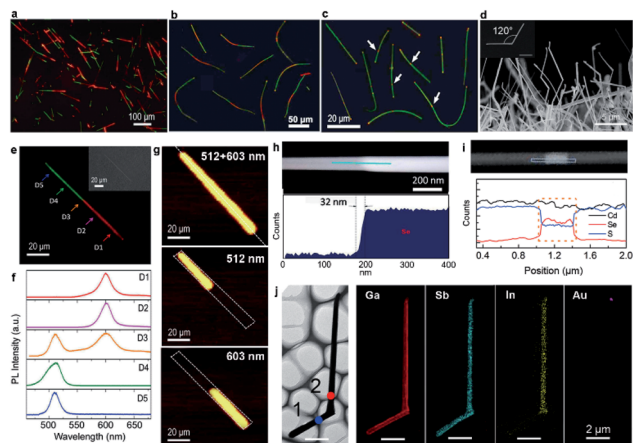 a
b
c
d
120°
100 µm
50 µm
20 µm
5 µm
e
20 µm
D5
D4
D3
D2
D1
20 µm
g
512+603 nm
20 µm
512 nm
20 µm
603 nm
20 µm
h
200 nm
32 nm
Counts
Se
0 100 200 300 400
nm
i
Counts
Cd
Se
S
0.4 0.8 1.2 1.6 2.0
Position (µm)
f
PL Intensity (a.u.)
D1
D2
D3
D4
D5
500 550 600 650
Wavelength (nm)
j
2
1
Ga
Sb
In
Au
2 µm